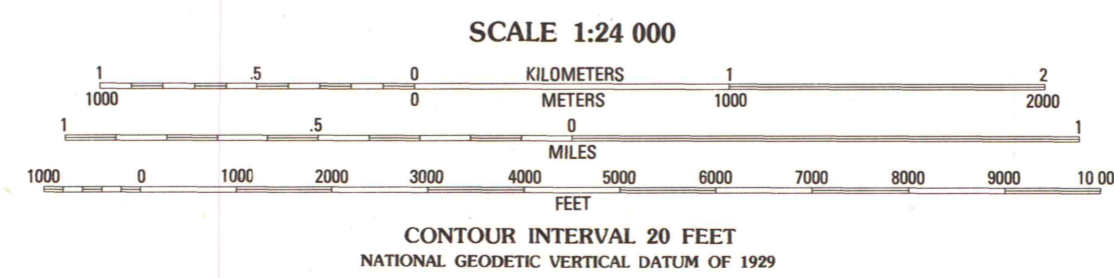 SCALE 1:24 000
1 .5 0 KILOMETERS 1 2
1000 0 METERS 1000 2000
1 .5 0 1
MILES
1000 0 1000 2000 3000 4000 5000 6000 7000 8000 9000 10 00
FEET
CONTOUR INTERVAL 20 FEET
NATIONAL GEODETIC VERTICAL DATUM OF 1929